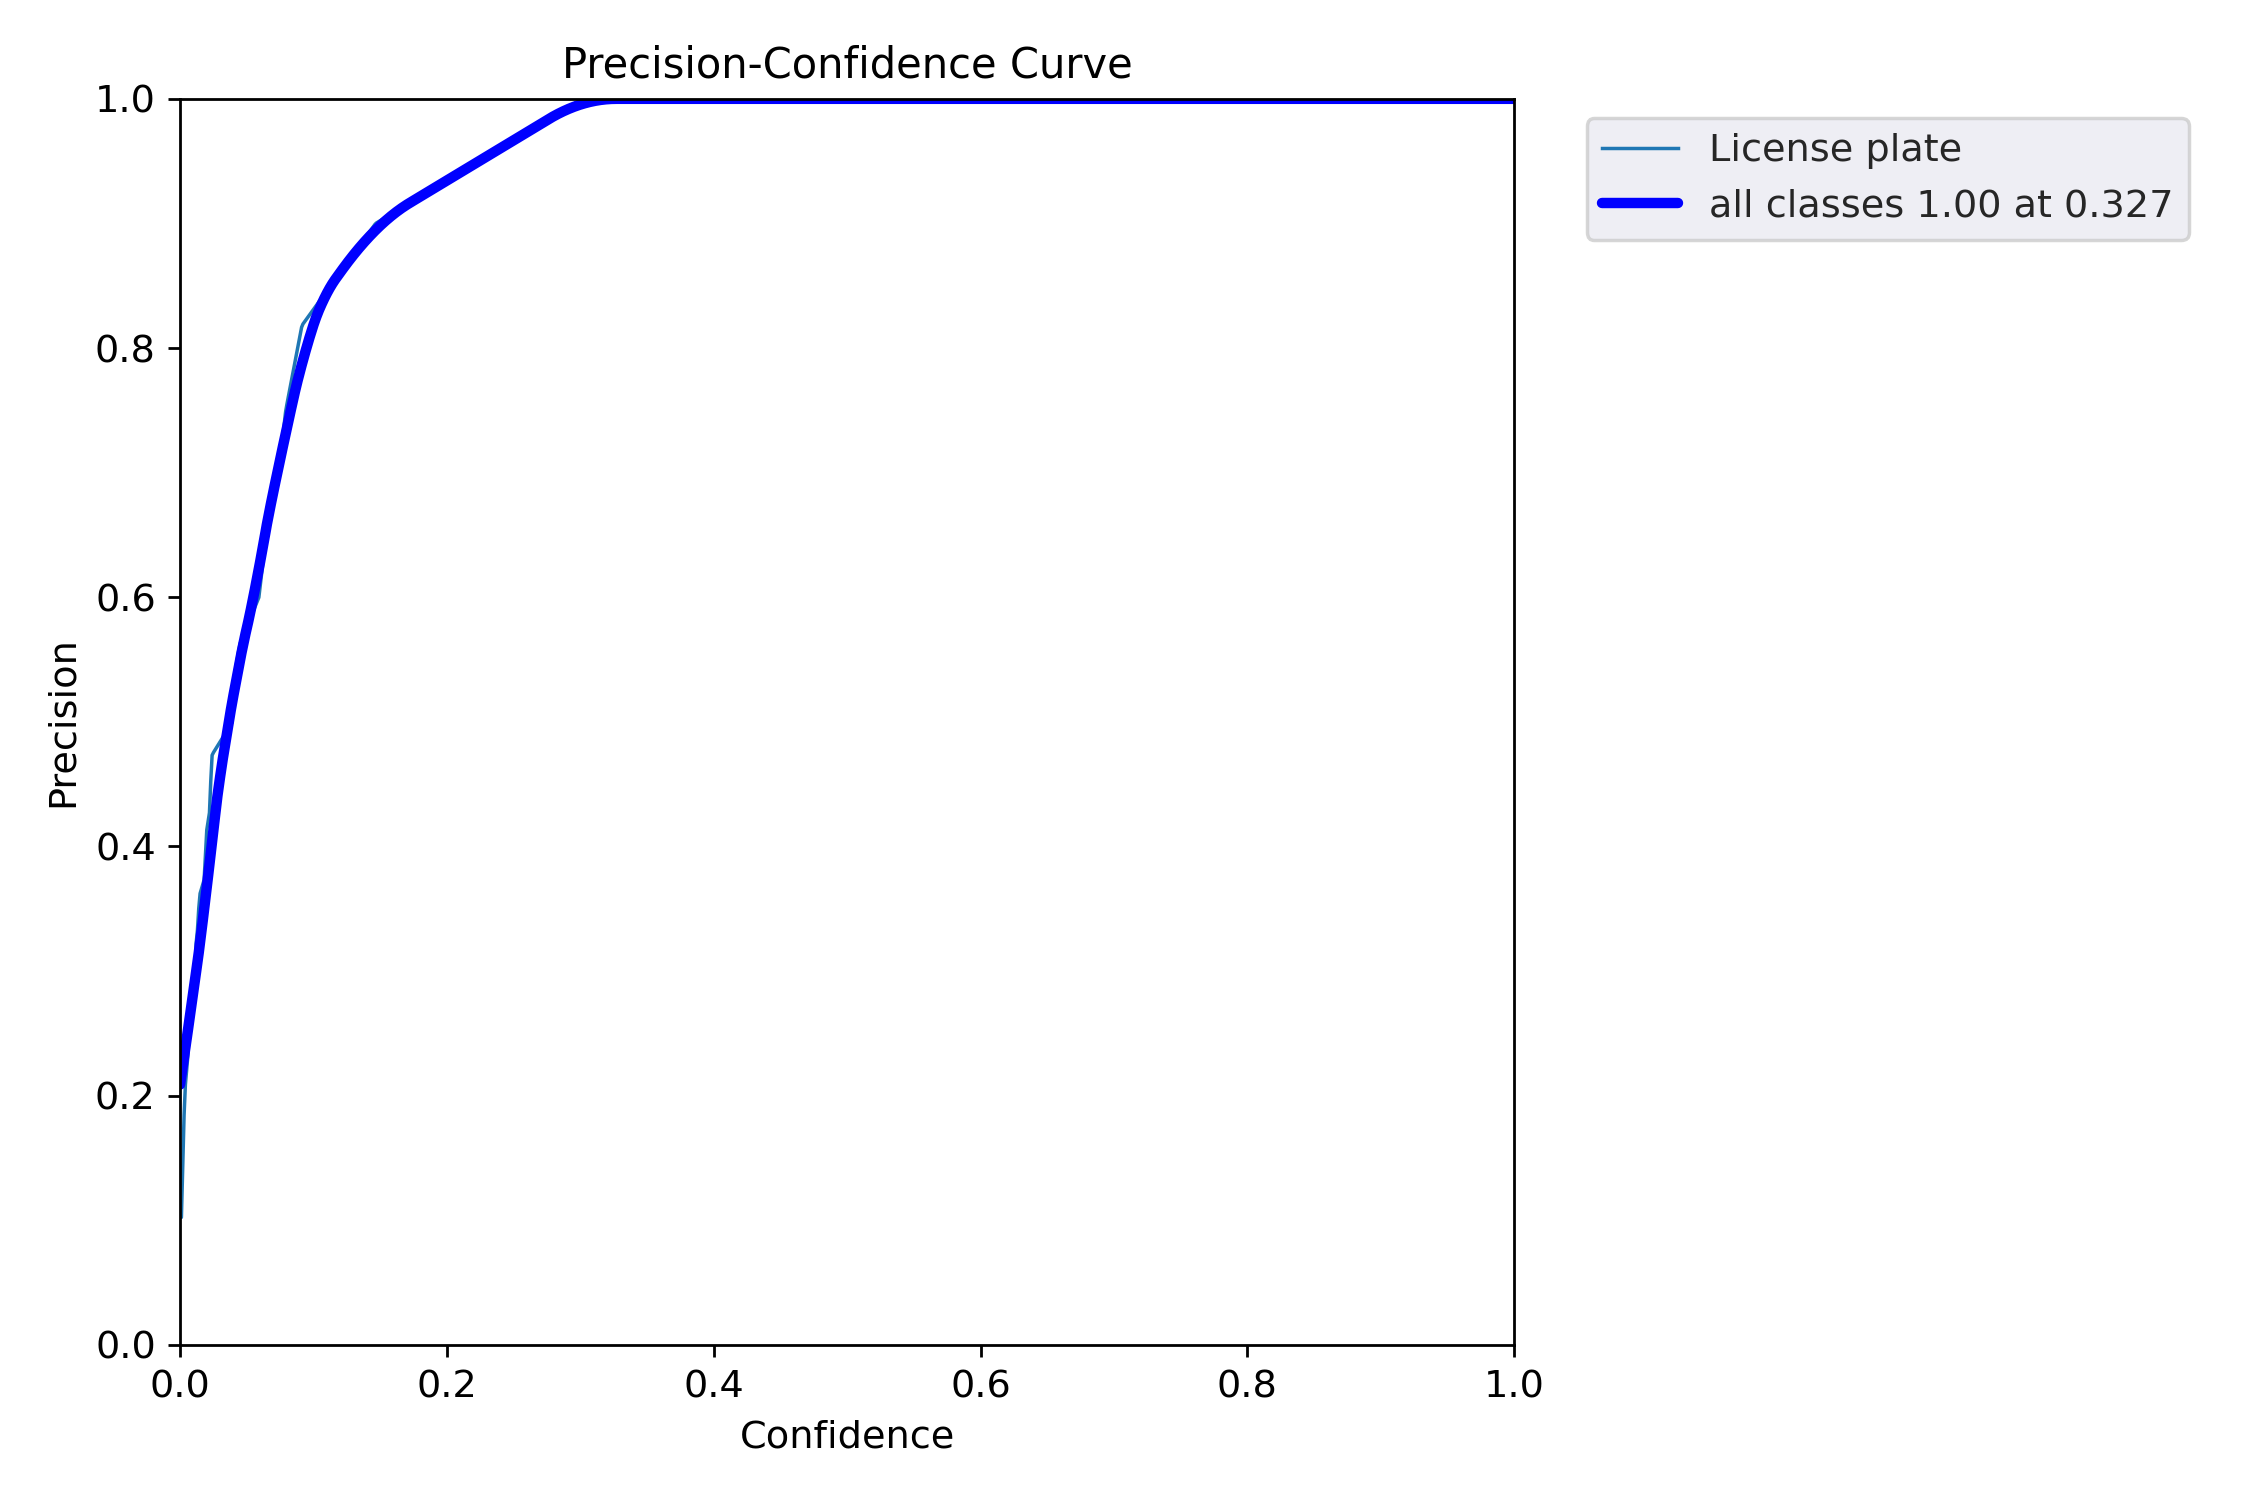 Precision-Confidence Curve
1.0
0.8
0.6
0.4
0.2
0.0
Precision
0.0 0.2 0.4 0.6 0.8 1.0
Confidence
License plate
all classes 1.00 at 0.327